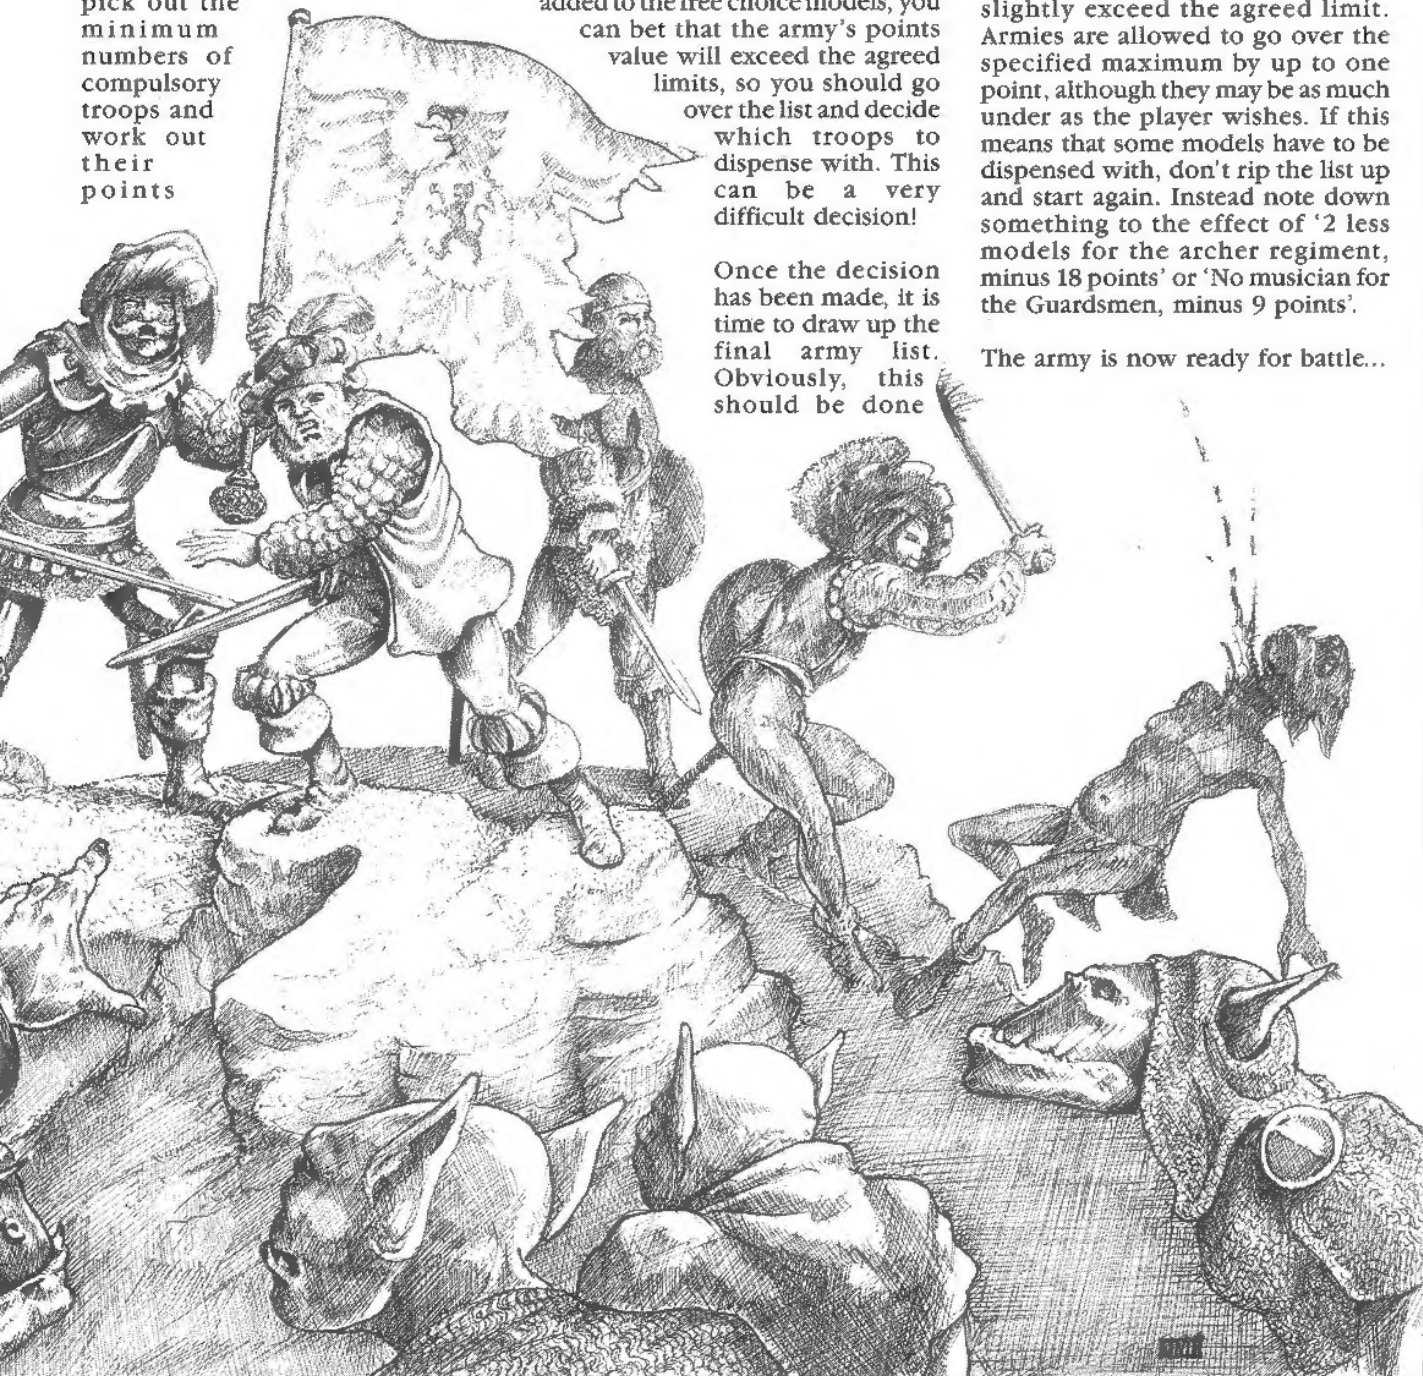 pick out the
minimum
numbers of
compulsory
troops and
work out
their
points
added to the free choice models, you
can bet that the army's points
value will exceed the agreed
limits, so you should go
over the list and decide
which troops to
dispense with. This
can be a very
difficult decision!
Once the decision
has been made, it is
time to draw up the
final army list.
Obviously, this
should be done
slightly exceed the agreed limit.
Armies are allowed to go over the
specified maximum by up to one
point, although they may be as much
under as the player wishes. If this
means that some models have to be
dispensed with, don't rip the list up
and start again. Instead note down
something to the effect of ‘2 less
models for the archer regiment,
minus 18 points’ or ‘No musician for
the Guardsmen, minus 9 points’.
The army is now ready for battle...